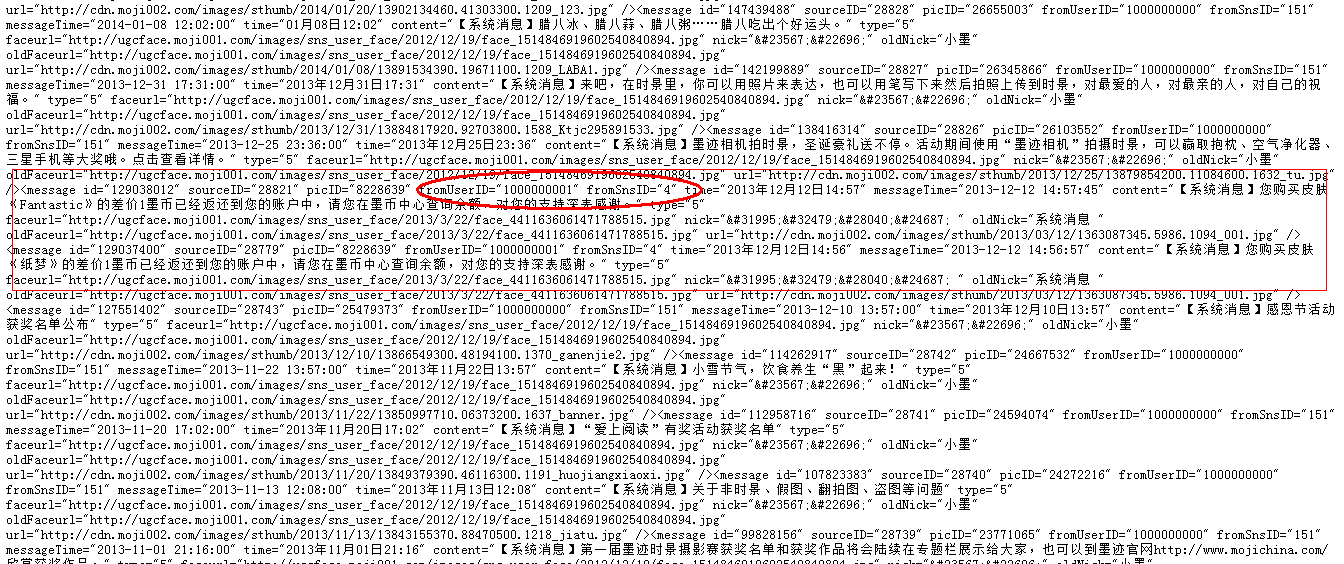 url="http://cdn.moji002.com/images/sthumb/2014/01/20/13902134460.41303300.1209_123.jpg" /><message id="147439488" sourceID="28828" picID="26655003" fromUserID="1000000000" fromSnsID="151"
messageTime="2014-01-08 12:02:00" time="01月08日12:02" content="【系统消息】腊八冰、腊八蒜、腊八粥……腊八吃出个好运头。" type="5"
faceurl="http://ugcface.moji001.com/images/sns_user_face/2012/12/19/face_1514846919602540840894.jpg" nick="&#23567;&#22696;" oldNick="小墨"
oldFaceurl="http://ugcface.moji001.com/images/sns_user_face/2012/12/19/face_1514846919602540840894.jpg"
url="http://cdn.moji002.com/images/sthumb/2014/01/08/13891534390.19671100.1209_LABA1.jpg" /><message id="142199889" sourceID="28827" picID="26345866" fromUserID="1000000000" fromSnsID="151"
messageTime="2013-12-31 17:31:00" time="2013年12月31日17:31" content="【系统消息】来吧，在时景里，你可以用照片来表达，也可以用笔写下来然后拍照上传到时景，对最爱的人，对最亲的人，对自己的祝
福。" type="5" faceurl="http://ugcface.moji001.com/images/sns_user_face/2012/12/19/face_1514846919602540840894.jpg" nick="&#23567;&#22696;" oldNick="小墨"
oldFaceurl="http://ugcface.moji001.com/images/sns_user_face/2012/12/19/face_1514846919602540840894.jpg"
url="http://cdn.moji002.com/images/sthumb/2013/12/31/13884817920.92703800.1588_Ktjc295891533.jpg" /><message id="138416314" sourceID="28826" picID="26103552" fromUserID="1000000000"
fromSnsID="151" messageTime="2013-12-25 23:36:00" time="2013年12月25日23:36" content="【系统消息】墨迹相机拍时景，圣诞豪礼送不停。活动期间使用“墨迹相机”拍摄时景，可以赢取抱枕、空气净化器、
三星手机等大奖哦。点击查看详情。" type="5" faceurl="http://ugcface.moji001.com/images/sns_user_face/2012/12/19/face_1514846919602540840894.jpg" nick="&#23567;&#22696;" oldNick="小墨"
oldFaceurl="http://ugcface.moji001.com/images/sns_user_face/2012/12/19/face_1514846919602540840894.jpg" url="http://cdn.moji002.com/images/sthumb/2013/12/25/13879854200.11084600.1632_tu.jpg"
/><message id="129038012" sourceID="28821" picID="8228639" fromUserID="1000000001" fromSnsID="4" time="2013年12月12日14:57" messageTime="2013-12-12 14:57:45" content="【系统消息】您购买皮肤
《Fantastic》的差价1墨币已经返还到您的账户中，请您在墨币中心查询余额，对您的支持深表感谢。" type="5"
faceurl="http://ugcface.moji001.com/images/sns_user_face/2013/3/22/face_4411636061471788515.jpg" nick="&#31995;&#32479;&#28040;&#24687; " oldNick="系统消息 "
oldFaceurl="http://ugcface.moji001.com/images/sns_user_face/2013/3/22/face_4411636061471788515.jpg" url="http://cdn.moji002.com/images/sthumb/2013/03/12/1363087345.5986.1094_001.jpg" />
<message id="129037400" sourceID="28779" picID="8228639" fromUserID="1000000001" fromSnsID="4" time="2013年12月12日14:56" messageTime="2013-12-12 14:56:57" content="【系统消息】您购买皮肤
《纸梦》的差价1墨币已经返还到您的账户中，请您在墨币中心查询余额，对您的支持深表感谢。" type="5"
faceurl="http://ugcface.moji001.com/images/sns_user_face/2013/3/22/face_4411636061471788515.jpg" nick="&#31995;&#32479;&#28040;&#24687; " oldNick="系统消息 "
oldFaceurl="http://ugcface.moji001.com/images/sns_user_face/2013/3/22/face_4411636061471788515.jpg" url="http://cdn.moji002.com/images/sthumb/2013/03/12/1363087345.5986.1094_001.jpg" />
<message id="127551402" sourceID="28743" picID="25479373" fromUserID="1000000000" fromSnsID="151" messageTime="2013-12-10 13:57:00" time="2013年12月10日13:57" content="【系统消息】感恩节活动
获奖名单公布" type="5" faceurl="http://ugcface.moji001.com/images/sns_user_face/2012/12/19/face_1514846919602540840894.jpg" nick="&#23567;&#22696;" oldNick="小墨"
oldFaceurl="http://ugcface.moji001.com/images/sns_user_face/2012/12/19/face_1514846919602540840894.jpg"
url="http://cdn.moji002.com/images/sthumb/2013/12/10/13866549300.48194100.1370_ganenjie2.jpg" /><message id="114262917" sourceID="28742" picID="24667532" fromUserID="1000000000"
fromSnsID="151" messageTime="2013-11-22 13:57:00" time="2013年11月22日13:57" content="【系统消息】小雪节气，饮食养生“黑”起来！" type="5"
faceurl="http://ugcface.moji001.com/images/sns_user_face/2012/12/19/face_1514846919602540840894.jpg" nick="&#23567;&#22696;" oldNick="小墨"
oldFaceurl="http://ugcface.moji001.com/images/sns_user_face/2012/12/19/face_1514846919602540840894.jpg"
url="http://cdn.moji002.com/images/sthumb/2013/11/22/13850997710.06373200.1637_banner.jpg" /><message id="112958716" sourceID="28741" picID="24594074" fromUserID="1000000000" fromSnsID="151"
messageTime="2013-11-20 17:02:00" time="2013年11月20日17:02" content="【系统消息】“爱上阅读”有奖活动获奖名单" type="5"
faceurl="http://ugcface.moji001.com/images/sns_user_face/2012/12/19/face_1514846919602540840894.jpg" nick="&#23567;&#22696;" oldNick="小墨"
oldFaceurl="http://ugcface.moji001.com/images/sns_user_face/2012/12/19/face_1514846919602540840894.jpg"
url="http://cdn.moji002.com/images/sthumb/2013/11/20/13849379390.46116300.1191_huojiangxiaoxi.jpg" /><message id="107823383" sourceID="28740" picID="24272216" fromUserID="1000000000"
fromSnsID="151" messageTime="2013-11-13 12:08:00" time="2013年11月13日12:08" content="【系统消息】关于非时景、假图、翻拍图、盗图等问题" type="5"
faceurl="http://ugcface.moji001.com/images/sns_user_face/2012/12/19/face_1514846919602540840894.jpg" nick="&#23567;&#22696;" oldNick="小墨"
oldFaceurl="http://ugcface.moji001.com/images/sns_user_face/2012/12/19/face_1514846919602540840894.jpg"
url="http://cdn.moji002.com/images/sthumb/2013/11/13/13843155370.88470500.1218_jiatu.jpg" /><message id="99828156" sourceID="28739" picID="23771065" fromUserID="1000000000" fromSnsID="151"
messageTime="2013-11-01 21:16:00" time="2013年11月01日21:16" content="【系统消息】第一届墨迹时景摄影赛获奖名单和获奖作品将会陆续在专题栏展示给大家，也可以到墨迹官网http://www.mojichina.com/
欣赏获奖作品。" type="5" faceurl="http://ugcface.moji001.com/images/sns_user_face/2012/12/19/face_1514846919602540840894.jpg" nick="&#23567;&#22696;" oldNick="小墨"